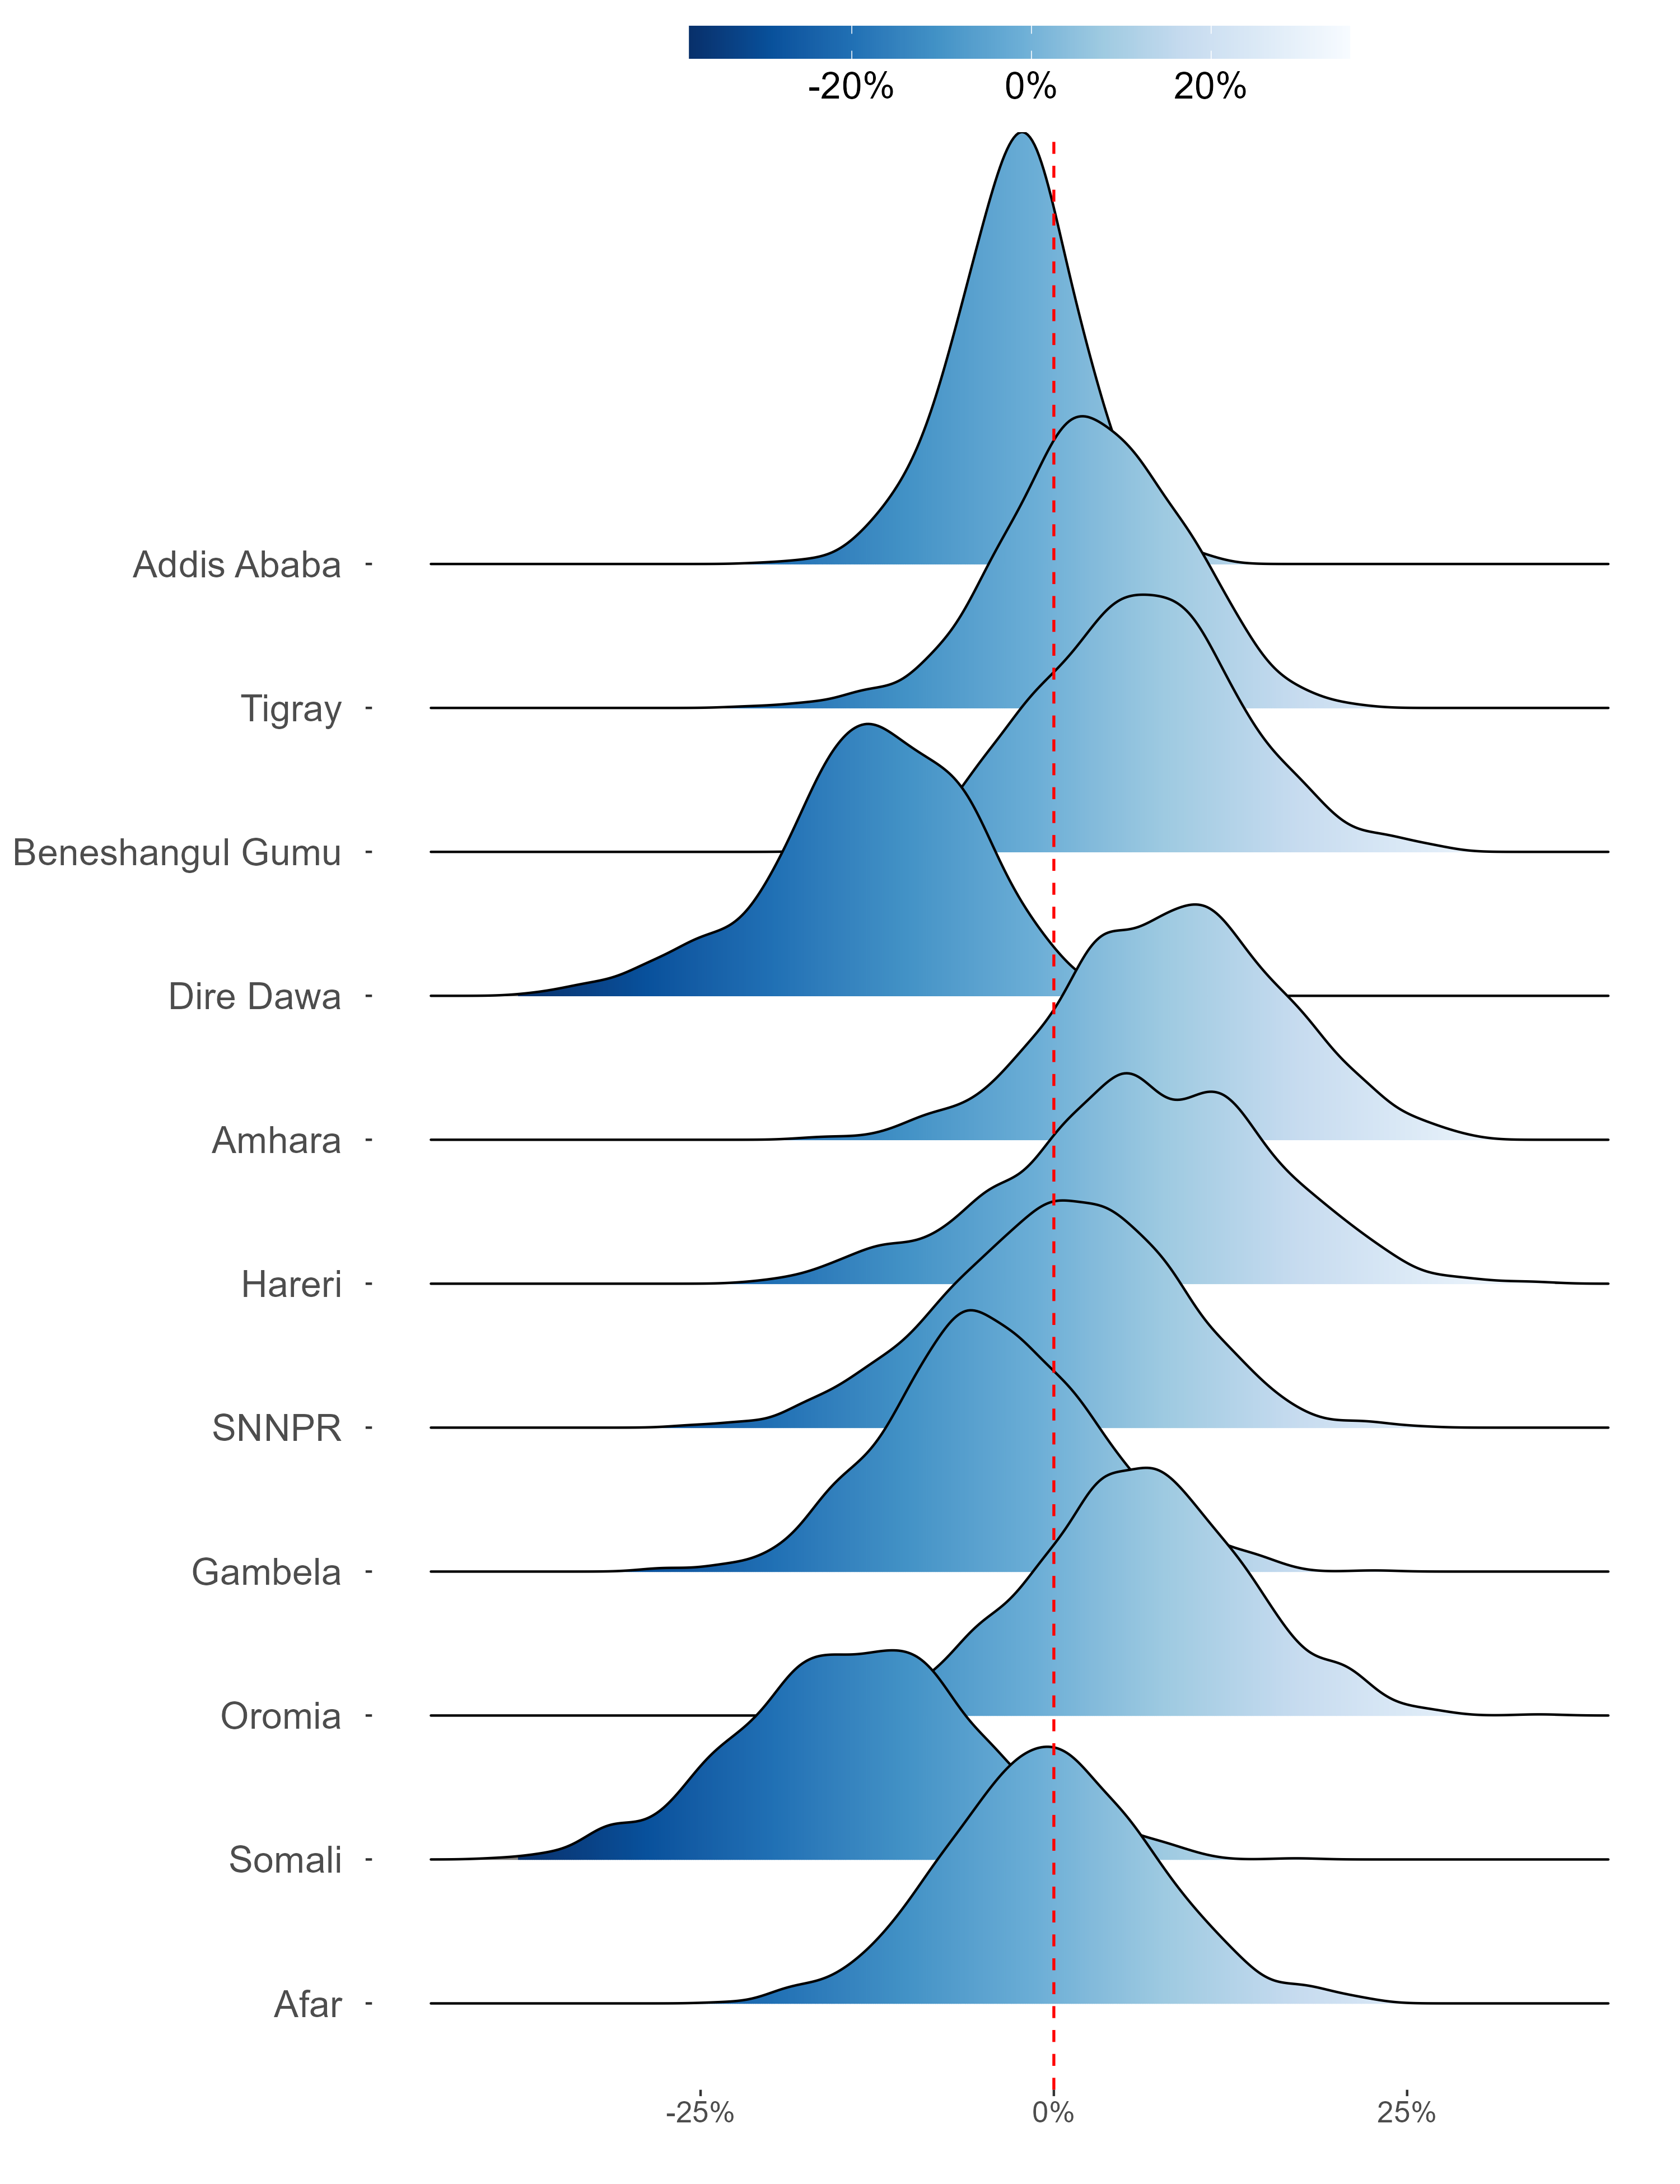 -20% 0% 20%
Addis Ababa
Tigray
Beneshangul Gumu
Dire Dawa
Amhara
Hareri
SNNPR
Gambela
Oromia
Somali
Afar
-25% 0% 25%